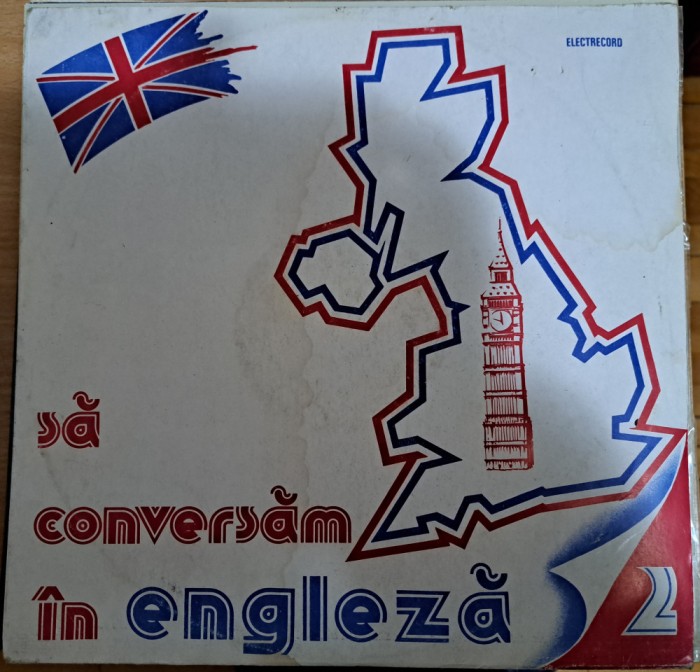 ELECTRECORD
să
conversăm
în engleză
2